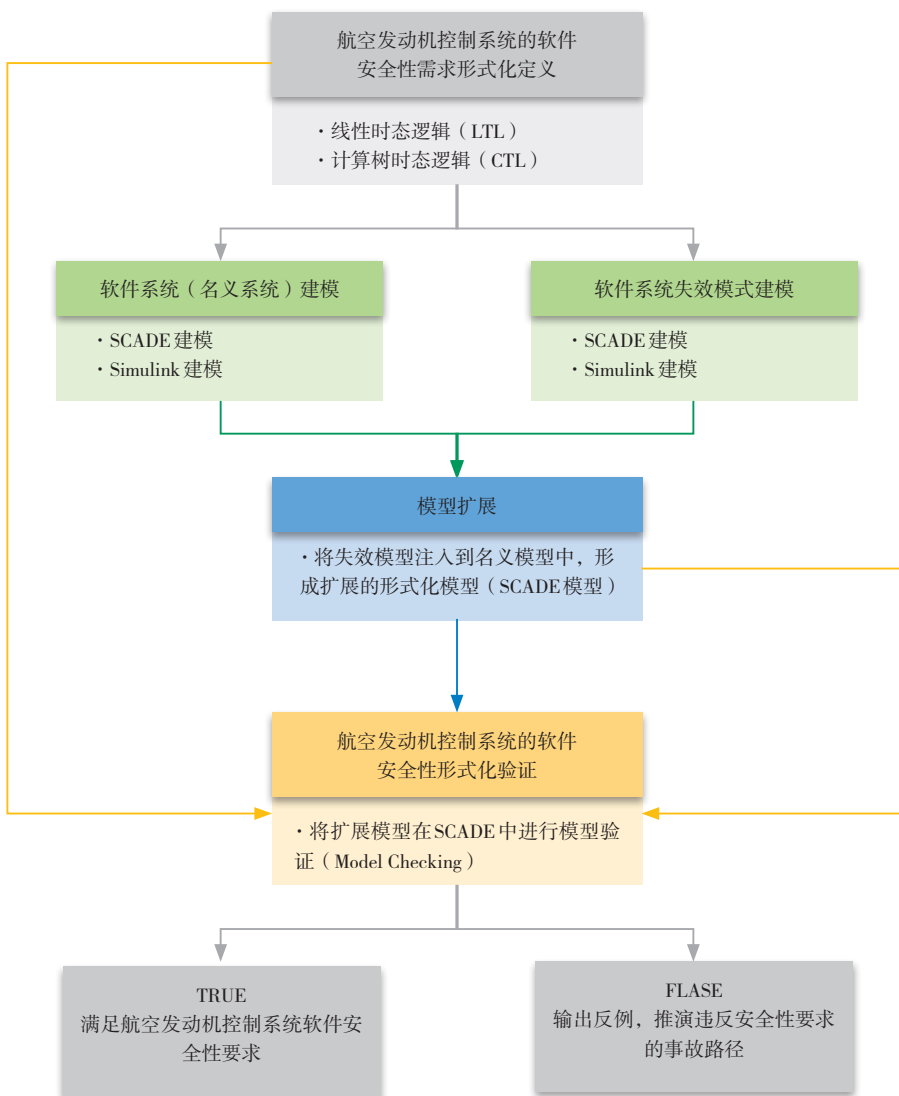 航空发动机控制系统的软件
安全性需求形式化定义
·线性时态逻辑（LTL）
·计算树时态逻辑（CTL）
软件系统（名义系统）建模
·SCADE建模
·Simulink建模
软件系统失效模式建模
·SCADE建模
·Simulink建模
模型扩展
·将失效模型注入到名义模型中，形
成扩展的形式化模型（SCADE模型）
航空发动机控制系统的软件
安全性形式化验证
·将扩展模型在SCADE中进行模型验
证（Model Checking）
TRUE
满足航空发动机控制系统软件安
全性要求
FLASE
输出反例，推演违反安全性要求
的事故路径